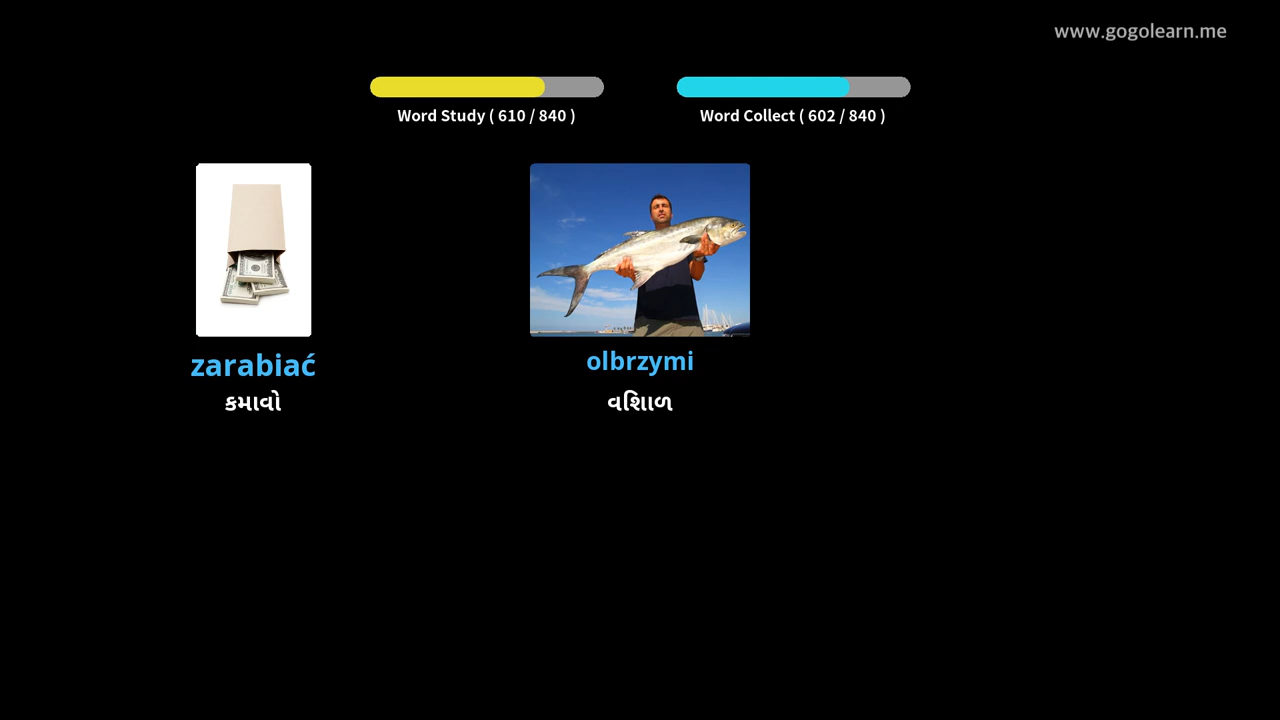 www.gogolearn.me
Word Study ( 610 / 840 )
Word Collect ( 602 / 840 )
zarabiać
કમાવો
olbrzymi
વિશાળ